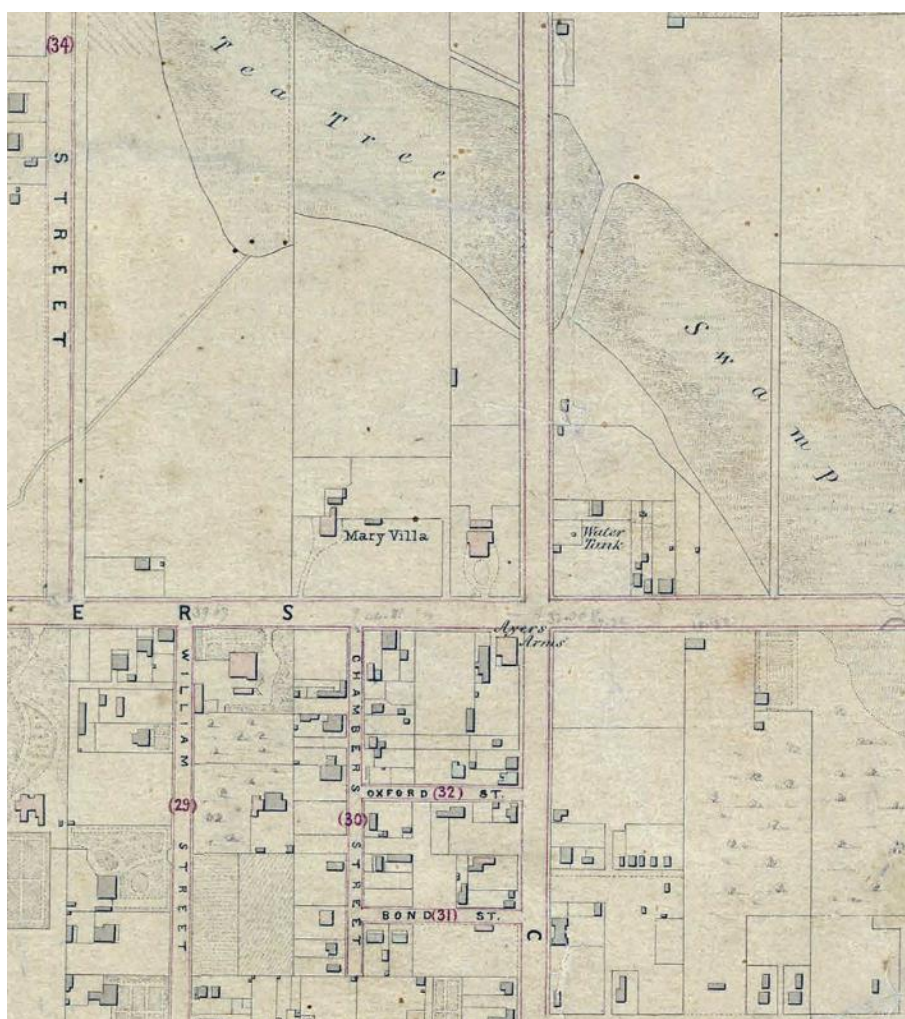 (34)
STREET
Tea Tree
Swamp
Mary Villa
Water
Tank
ERS
Ayers
Arms
WILLIAM STREET
(29)
CHAMBERS STREET
(30)
OXFORD (32) ST.
BOND (31) ST.
C